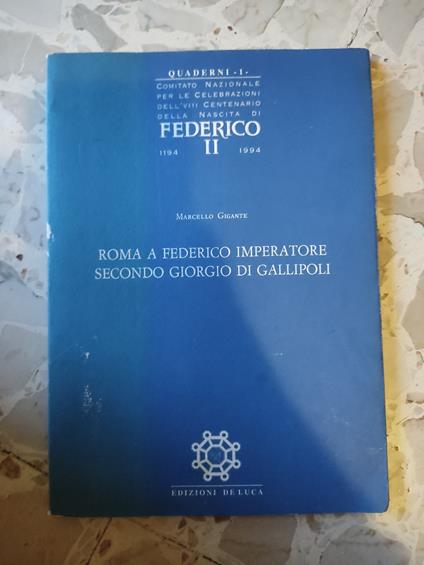 QUADERNI -1-
COMITATO NAZIONALE
PER LE CELEBRAZIONI
DELL'VIII CENTENARIO
DELLA NASCITA DI
FEDERICO
1194 II 1994
MARCELLO GIGANTE
ROMA A FEDERICO IMPERATORE
SECONDO GIORGIO DI GALLIPOLI
EDIZIONI DE LUCA